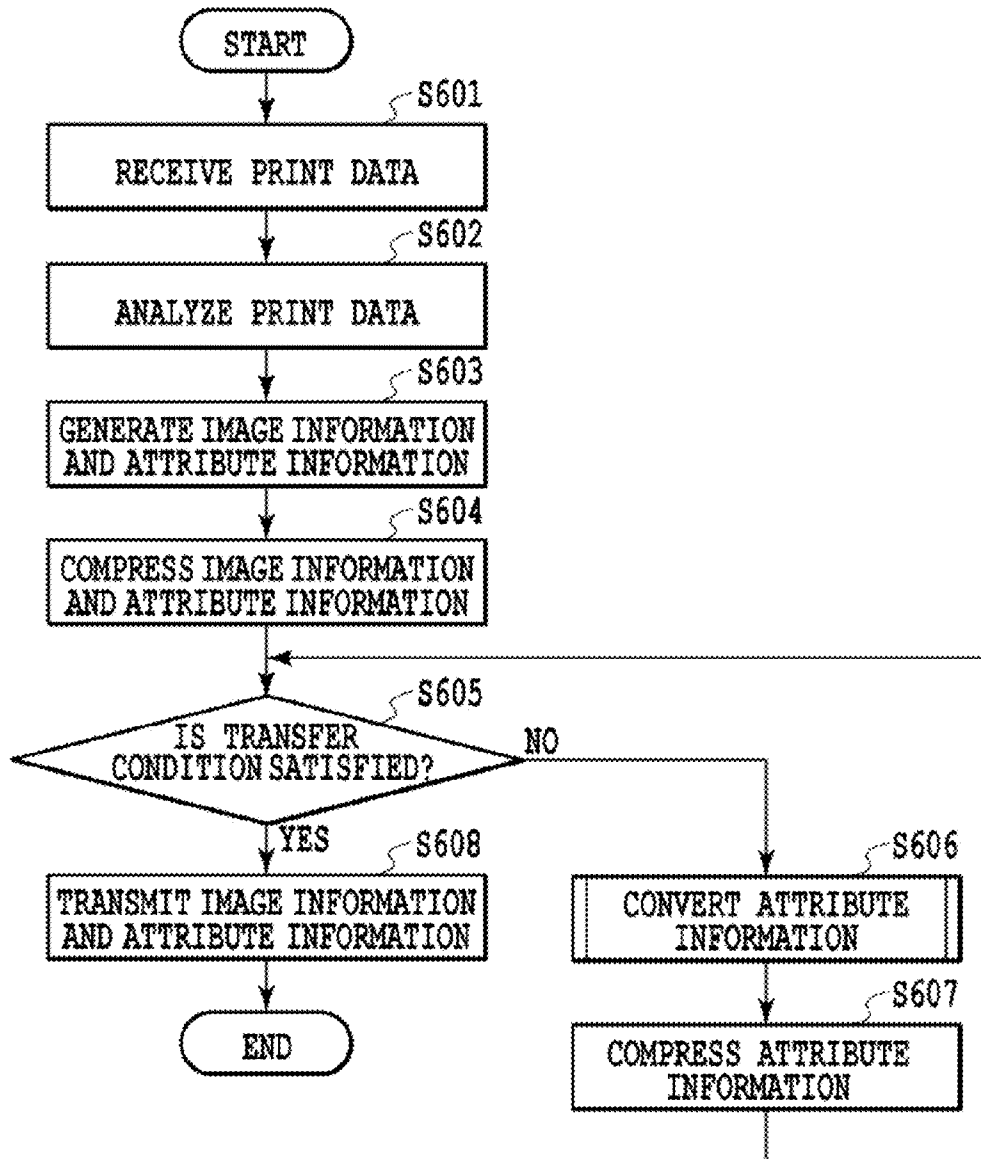 START
S601
RECEIVE PRINT DATA
S602
ANALYZE PRINT DATA
S603
GENERATE IMAGE INFORMATION
AND ATTRIBUTE INFORMATION
S604
COMPRESS IMAGE INFORMATION
AND ATTRIBUTE INFORMATION
S605
IS TRANSFER
CONDITION SATISFIED?
NO
YES
S608
TRANSMIT IMAGE INFORMATION
AND ATTRIBUTE INFORMATION
END
S606
CONVERT ATTRIBUTE
INFORMATION
S607
COMPRESS ATTRIBUTE
INFORMATION